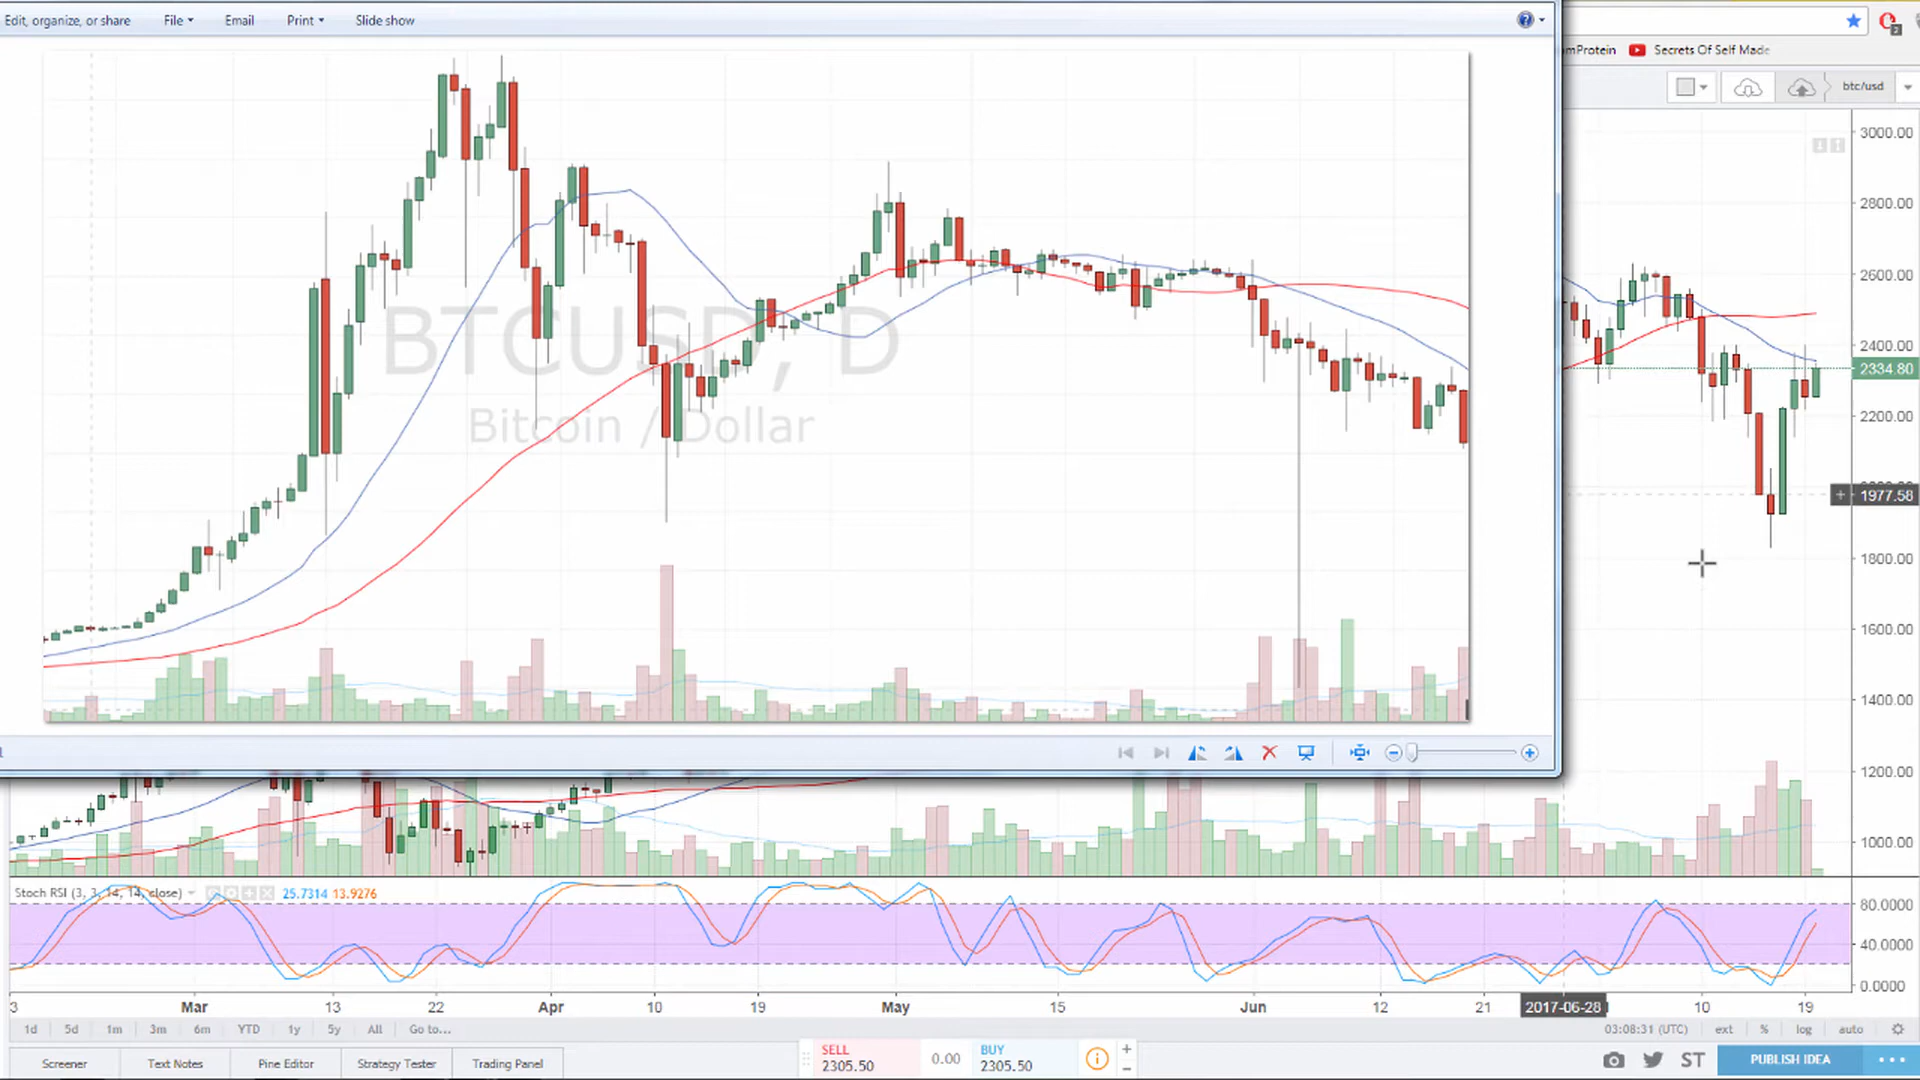 Edit, organize, or share File Email Print Slide show
Secrets Of Self Made
btc/usd
BTCUSD, D
Bitcoin / Dollar
3000.00
2800.00
2600.00
2400.00
2334.80
2200.00
1977.58
1800.00
1600.00
1400.00
1200.00
1000.00
Stoch RSI (3, 3, 14, 14, close) 25.7314 13.9276
80.0000
40.0000
0.0000
3 Mar 13 22 Apr 10 19 May 15 Jun 12 21 2017-06-28 10 19
1d 5d 1m 3m 6m YTD 1y 5y All Go to... 03:08:31 (UTC) ext % log auto
Screener Text Notes Pine Editor Strategy Tester Trading Panel
SELL
2305.50
0.00
BUY
2305.50
ST
PUBLISH IDEA